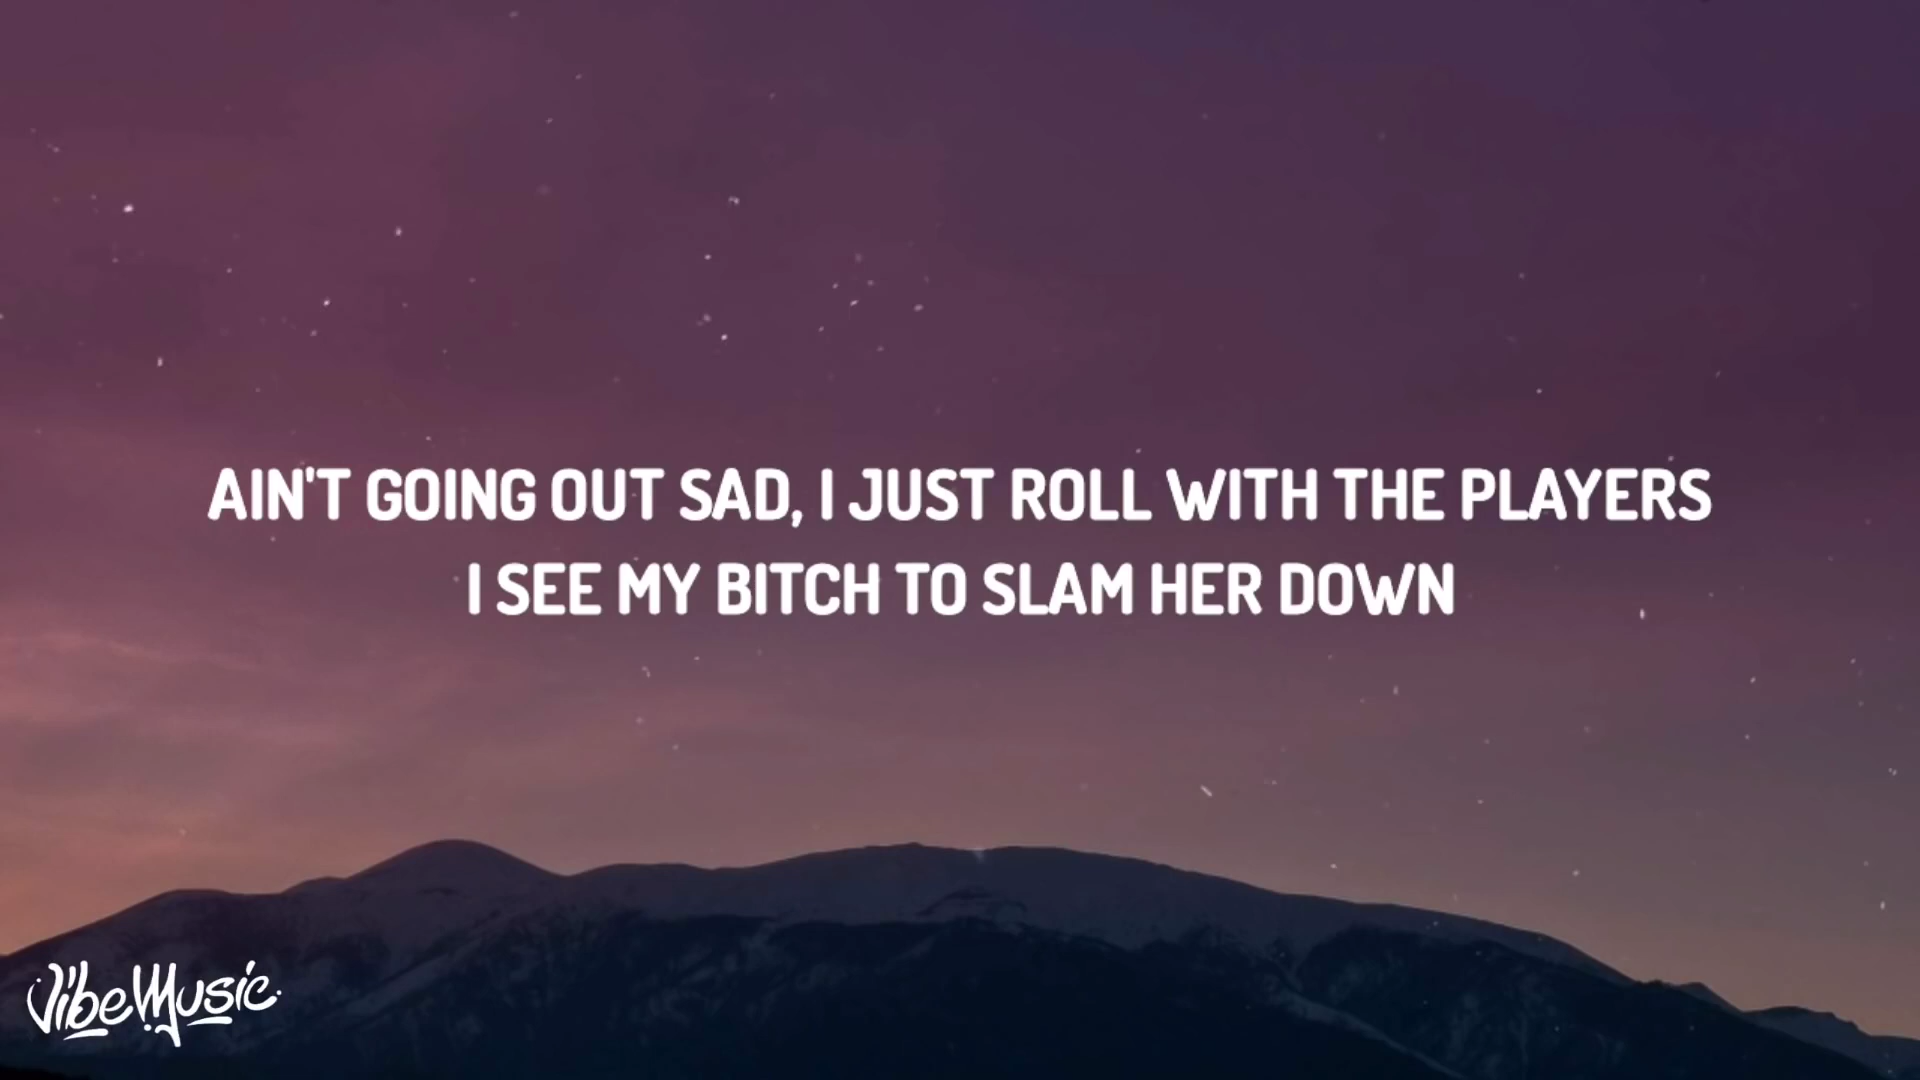 AIN'T GOING OUT SAD, I JUST ROLL WITH THE PLAYERS
I SEE MY BITCH TO SLAM HER DOWN
VibeMusic